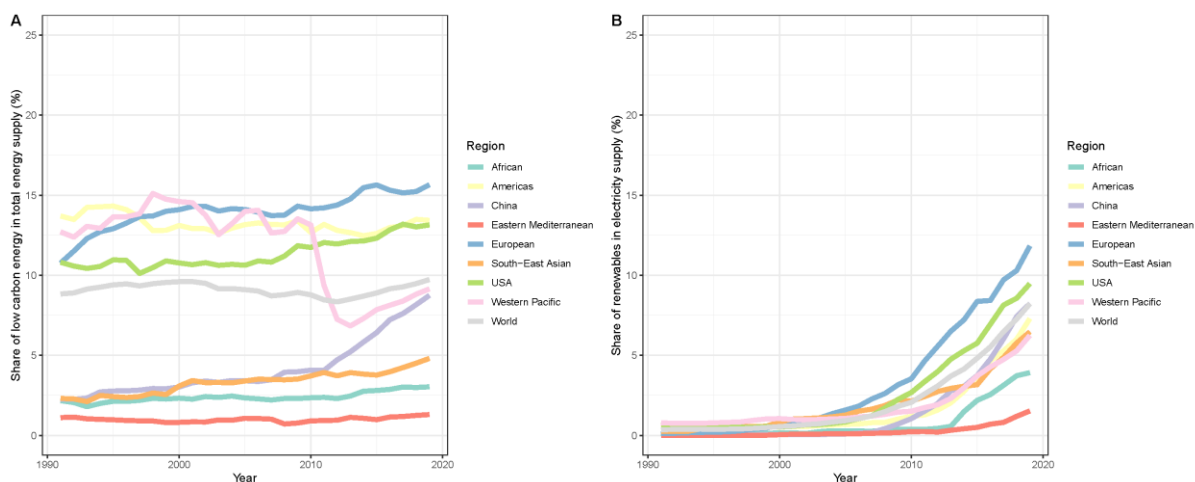 A
Share of low carbon energy in total energy supply (%)
25
20
15
10
5
0
1990
2000
2010
2020
Year
Region
African
Americas
China
Eastern Mediterranean
European
South-East Asian
USA
Western Pacific
World
B
Share of renewables in electricity supply (%)
25
20
15
10
5
0
1990
2000
2010
2020
Year
Region
African
Americas
China
Eastern Mediterranean
European
South-East Asian
USA
Western Pacific
World